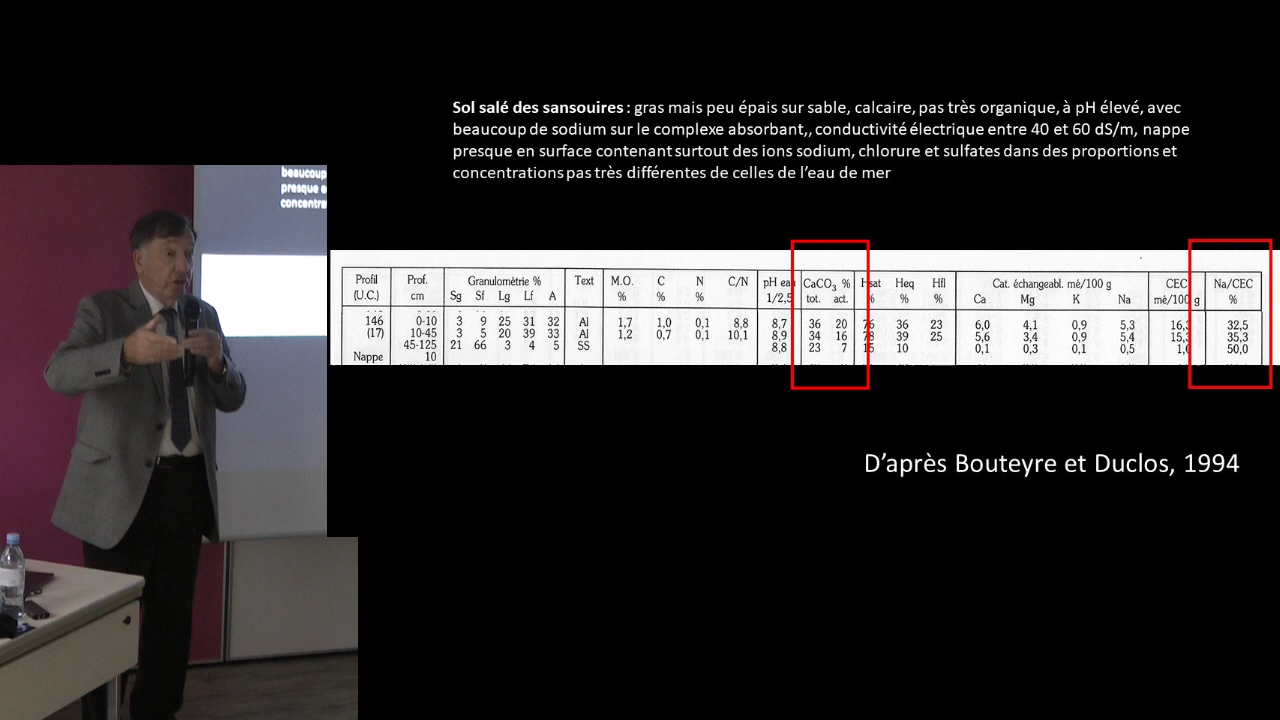 Sol salé des sansouires : gras mais peu épais sur sable, calcaire, pas très organique, à pH élevé, avec
beaucoup de sodium sur le complexe absorbant,, conductivité électrique entre 40 et 60 dS/m, nappe
presque en surface contenant surtout des ions sodium, chlorure et sulfates dans des proportions et
concentrations pas très différentes de celles de l'eau de mer
beaucoup
presque e
concentre
Profil Prof. Granulométrie % Text M.O. C N C/N pH eau CaCO3 % Hsat Heq Hfl Cat. échangeabl. mé/100 g CEC Na/CEC
(U.C.) cm Sg Sf Lg Lf A % % % 1/2,5 tot. act. % % % Ca Mg K Na mé/100 g %
146 0-10 3 9 25 31 32 Al 1,7 1,0 0,1 8,8 8,7 36 20 76 36 23 6,0 4,1 0,9 5,3 16,3 32,5
(17) 10-45 3 5 20 39 33 Al 1,2 0,7 0,1 10,1 8,9 34 16 78 39 25 5,6 3,4 0,9 5,4 15,3 35,3
45-125 21 66 3 4 5 SS 8,8 23 7 15 10 0,1 0,3 0,1 0,5 1,0 50,0
Nappe 10
D'après Bouteyre et Duclos, 1994